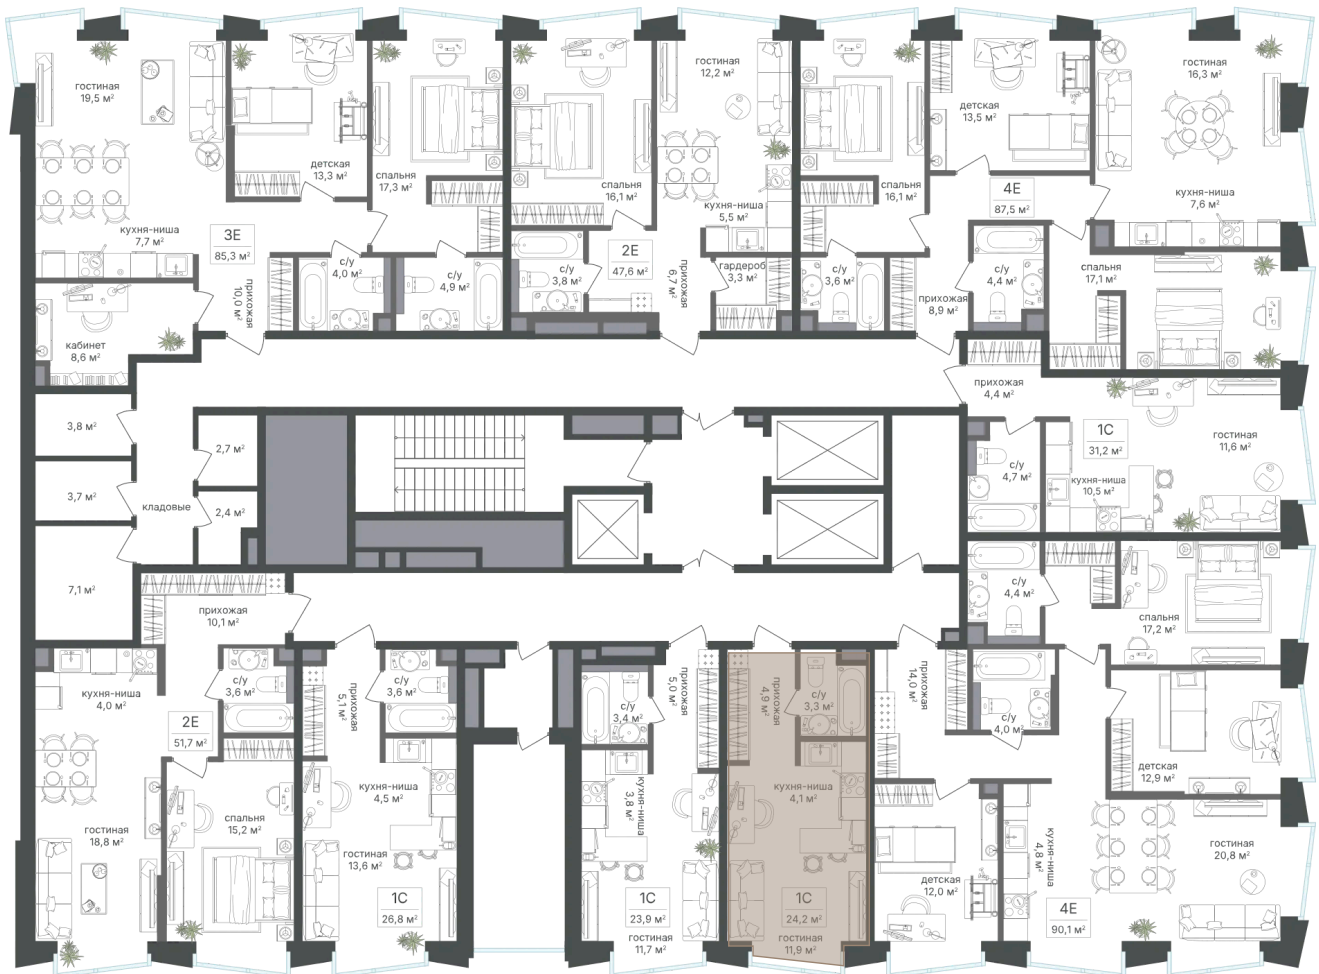 гостиная
19,5 м²
детская
13,3 м²
спальня
17,3 м²
кухня-ниша
7,7 м²
3Е
85,3 м²
прихожая
10,0 м²
с/у
4,0 м²
с/у
4,9 м²
кабинет
8,6 м²
спальня
16,1 м²
гостиная
12,2 м²
кухня-ниша
5,5 м²
2Е
47,6 м²
с/у
3,8 м²
прихожая
6,7 м²
гардероб
3,3 м²
спальня
16,1 м²
детская
13,5 м²
4Е
87,5 м²
гостиная
16,3 м²
кухня-ниша
7,6 м²
с/у
3,6 м²
прихожая
8,9 м²
с/у
4,4 м²
спальня
17,1 м²
прихожая
4,4 м²
1С
31,2 м²
гостиная
11,6 м²
с/у
4,7 м²
кухня-ниша
10,5 м²
3,8 м²
3,7 м²
7,1 м²
кладовые
2,7 м²
2,4 м²
прихожая
10,1 м²
кухня-ниша
4,0 м²
с/у
3,6 м²
2Е
51,7 м²
гостиная
18,8 м²
спальня
15,2 м²
прихожая
5,1 м²
с/у
3,6 м²
кухня-ниша
4,5 м²
гостиная
13,6 м²
1С
26,8 м²
с/у
3,4 м²
прихожая
5,0 м²
кухня-ниша
3,8 м²
1С
23,9 м²
гостиная
11,7 м²
прихожая
4,9 м²
с/у
3,3 м²
кухня-ниша
4,1 м²
1С
24,2 м²
гостиная
11,9 м²
прихожая
14,0 м²
с/у
4,4 м²
спальня
17,2 м²
с/у
4,0 м²
детская
12,9 м²
детская
12,0 м²
кухня-ниша
4,8 м²
гостиная
20,8 м²
4Е
90,1 м²